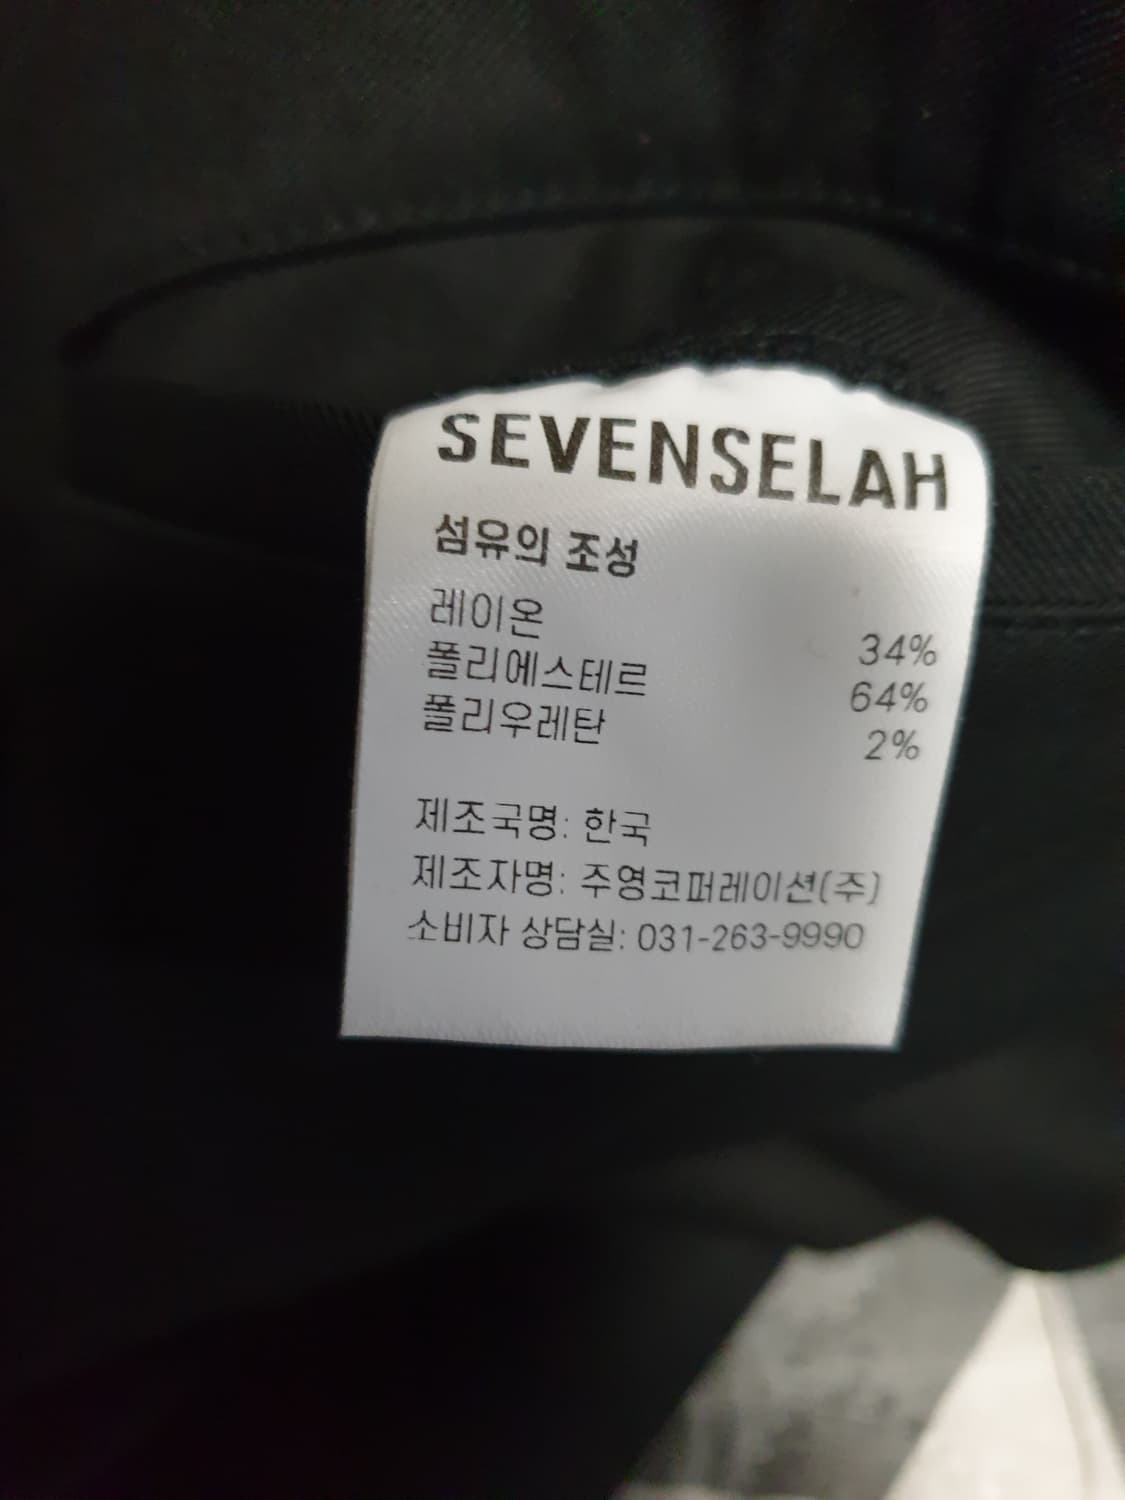 SEVENSELAH
섬유의 조성
레이온 34%
폴리에스테르 64%
폴리우레탄 2%
제조국명: 한국
제조자명: 주영코퍼레이션(주)
소비자 상담실: 031-263-9990